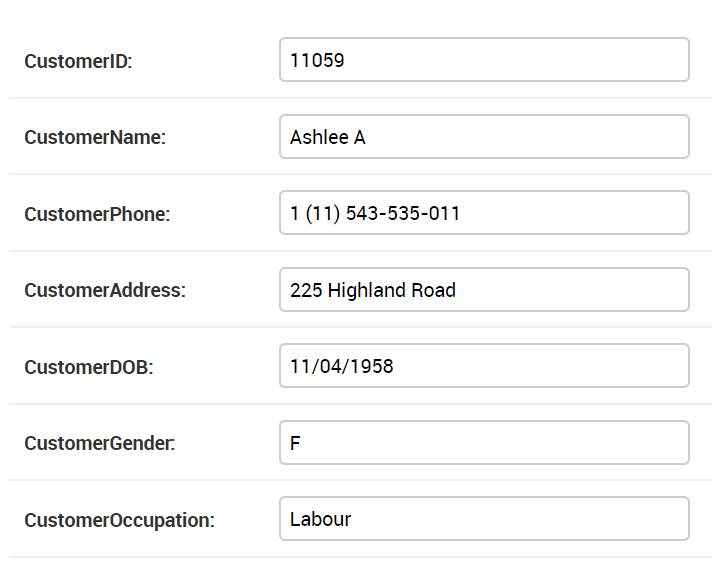 CustomerID: 11059
CustomerName: Ashlee A
CustomerPhone: 1 (11) 543-535-011
CustomerAddress: 225 Highland Road
CustomerDOB: 11/04/1958
CustomerGender: F
CustomerOccupation: Labour